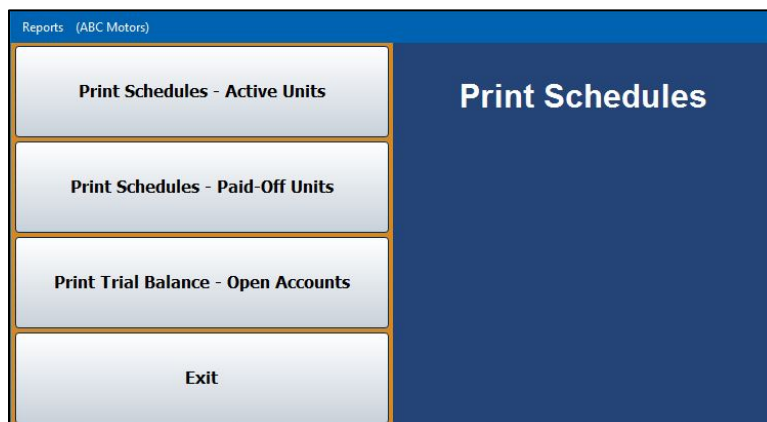 Reports (ABC Motors)
Print Schedules - Active Units
Print Schedules
Print Schedules - Paid-Off Units
Print Trial Balance - Open Accounts
Exit